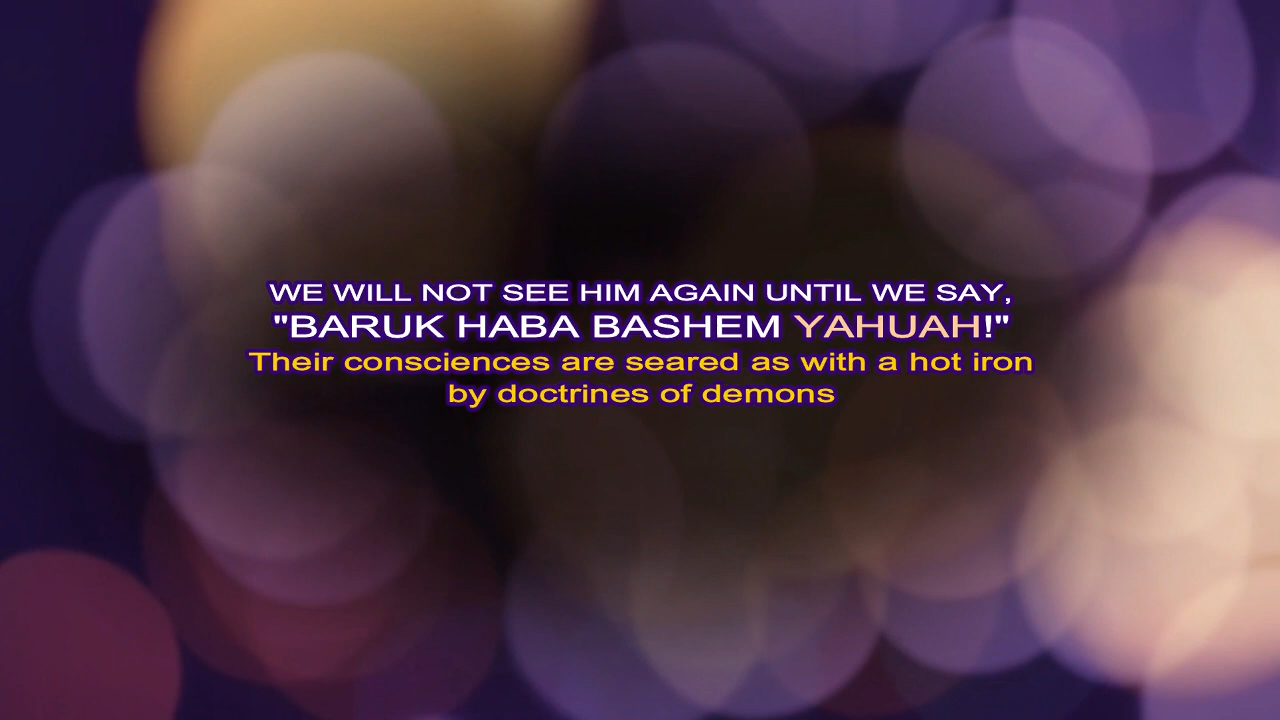 WE WILL NOT SEE HIM AGAIN UNTIL WE SAY,
"BARUK HABA BASHEM YAHUAH!"
Their consciences are seared as with a hot iron
by doctrines of demons